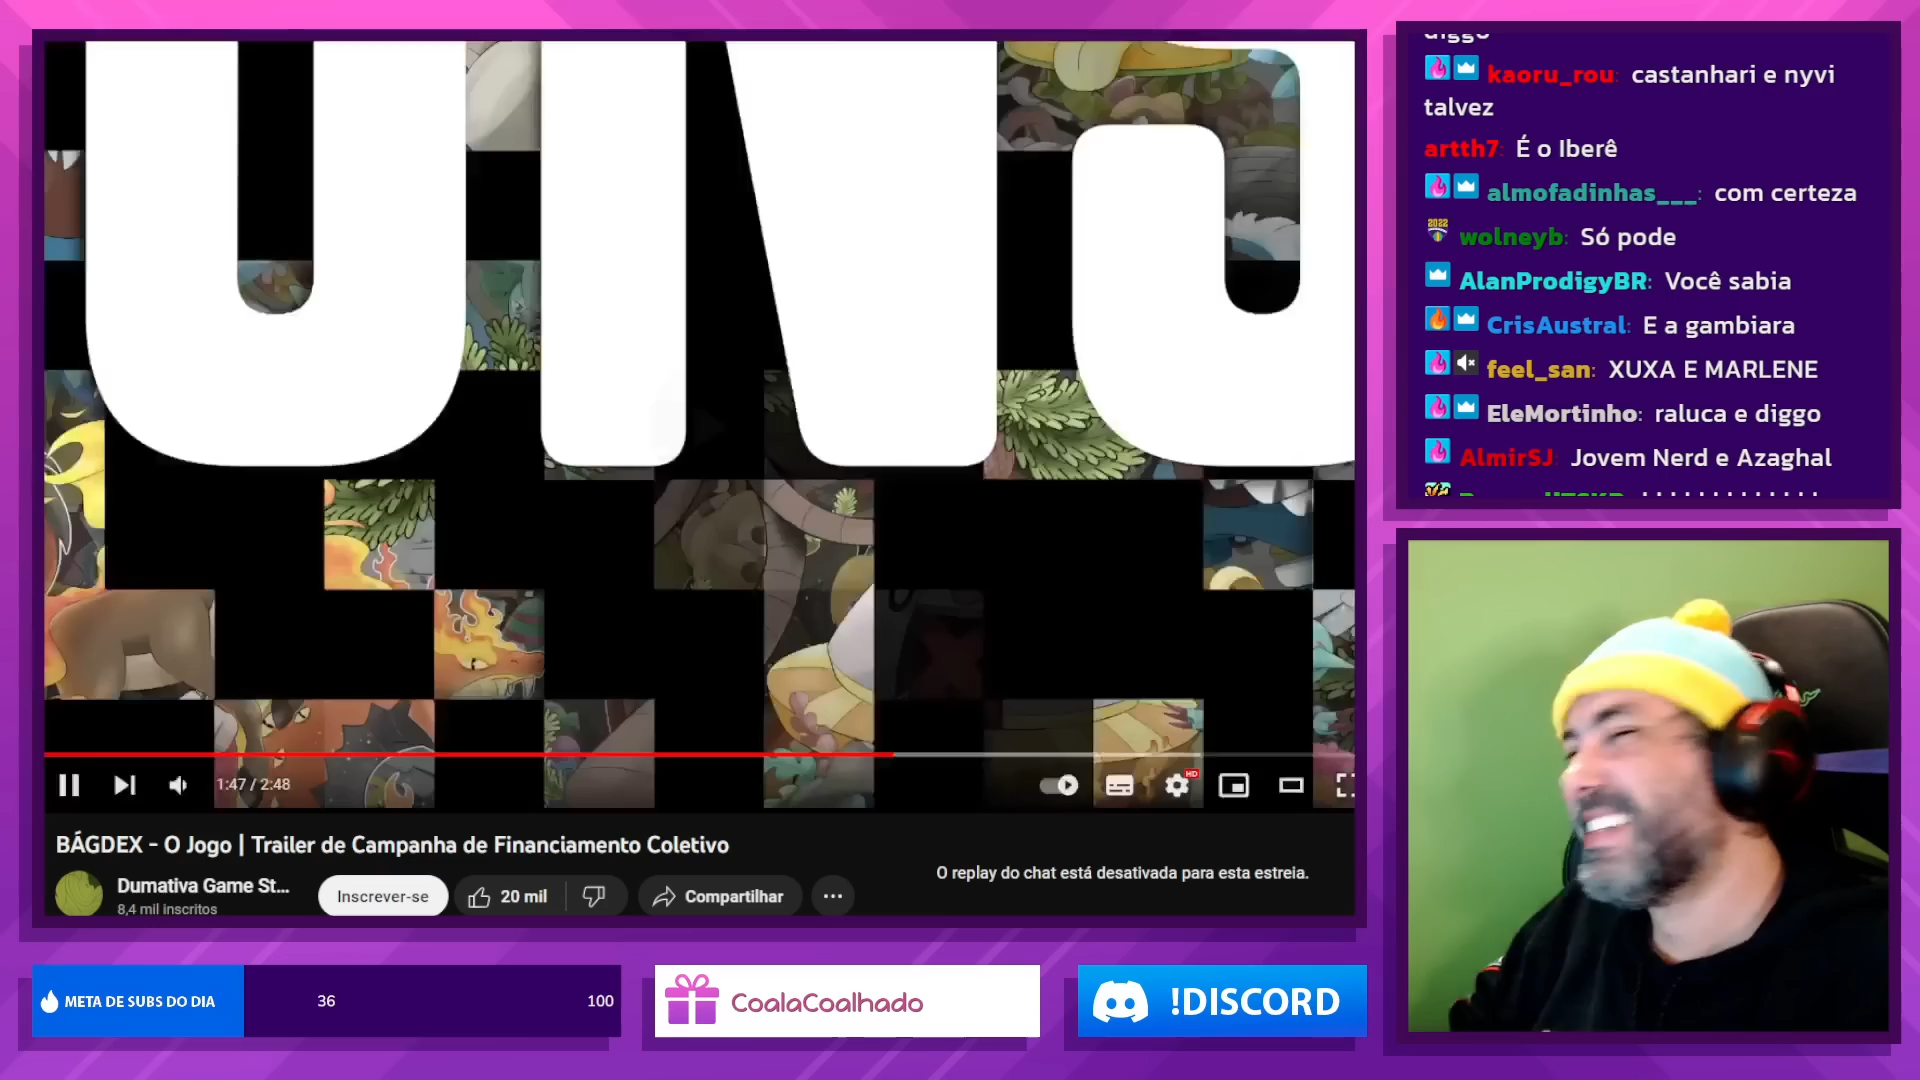 diggo
kaoru_rou: castanhari e nyvi
talvez
artth7: É o Iberê
almofadinhas___: com certeza
wolneyb: Só pode
AlanProdigyBR: Você sabia
CrisAustral: E a gambiara
feel_san: XUXA E MARLENE
EleMortinho: raluca e diggo
AlmirSJ: Jovem Nerd e Azaghal
1:47 / 2:48
HD
BÁGDEX - O Jogo | Trailer de Campanha de Financiamento Coletivo
Dumativa Game St...
8,4 mil inscritos
Inscrever-se
20 mil
Compartilhar
O replay do chat está desativada para esta estreia.
META DE SUBS DO DIA
36
100
CoalaCoalhado
!DISCORD
2022